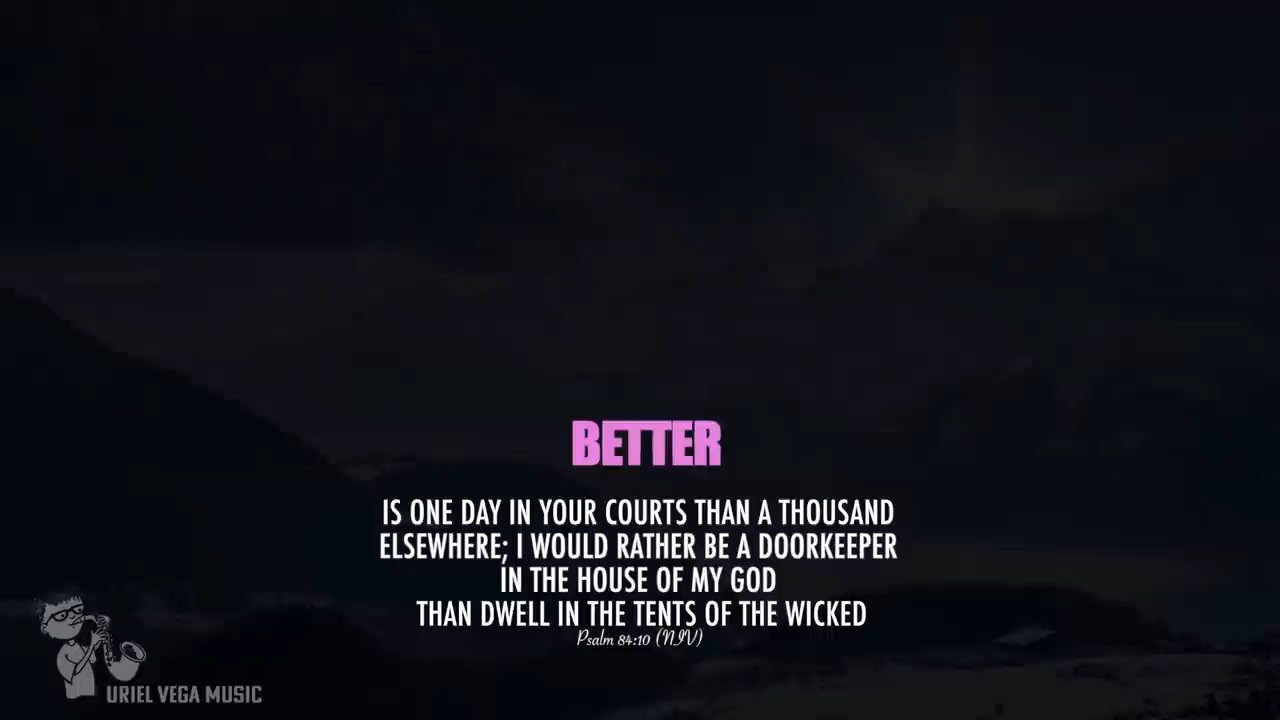 BETTER
IS ONE DAY IN YOUR COURTS THAN A THOUSAND
ELSEWHERE; I WOULD RATHER BE A DOORKEEPER
IN THE HOUSE OF MY GOD
THAN DWELL IN THE TENTS OF THE WICKED
Psalm 84:10 (NIV)
URIEL VEGA MUSIC